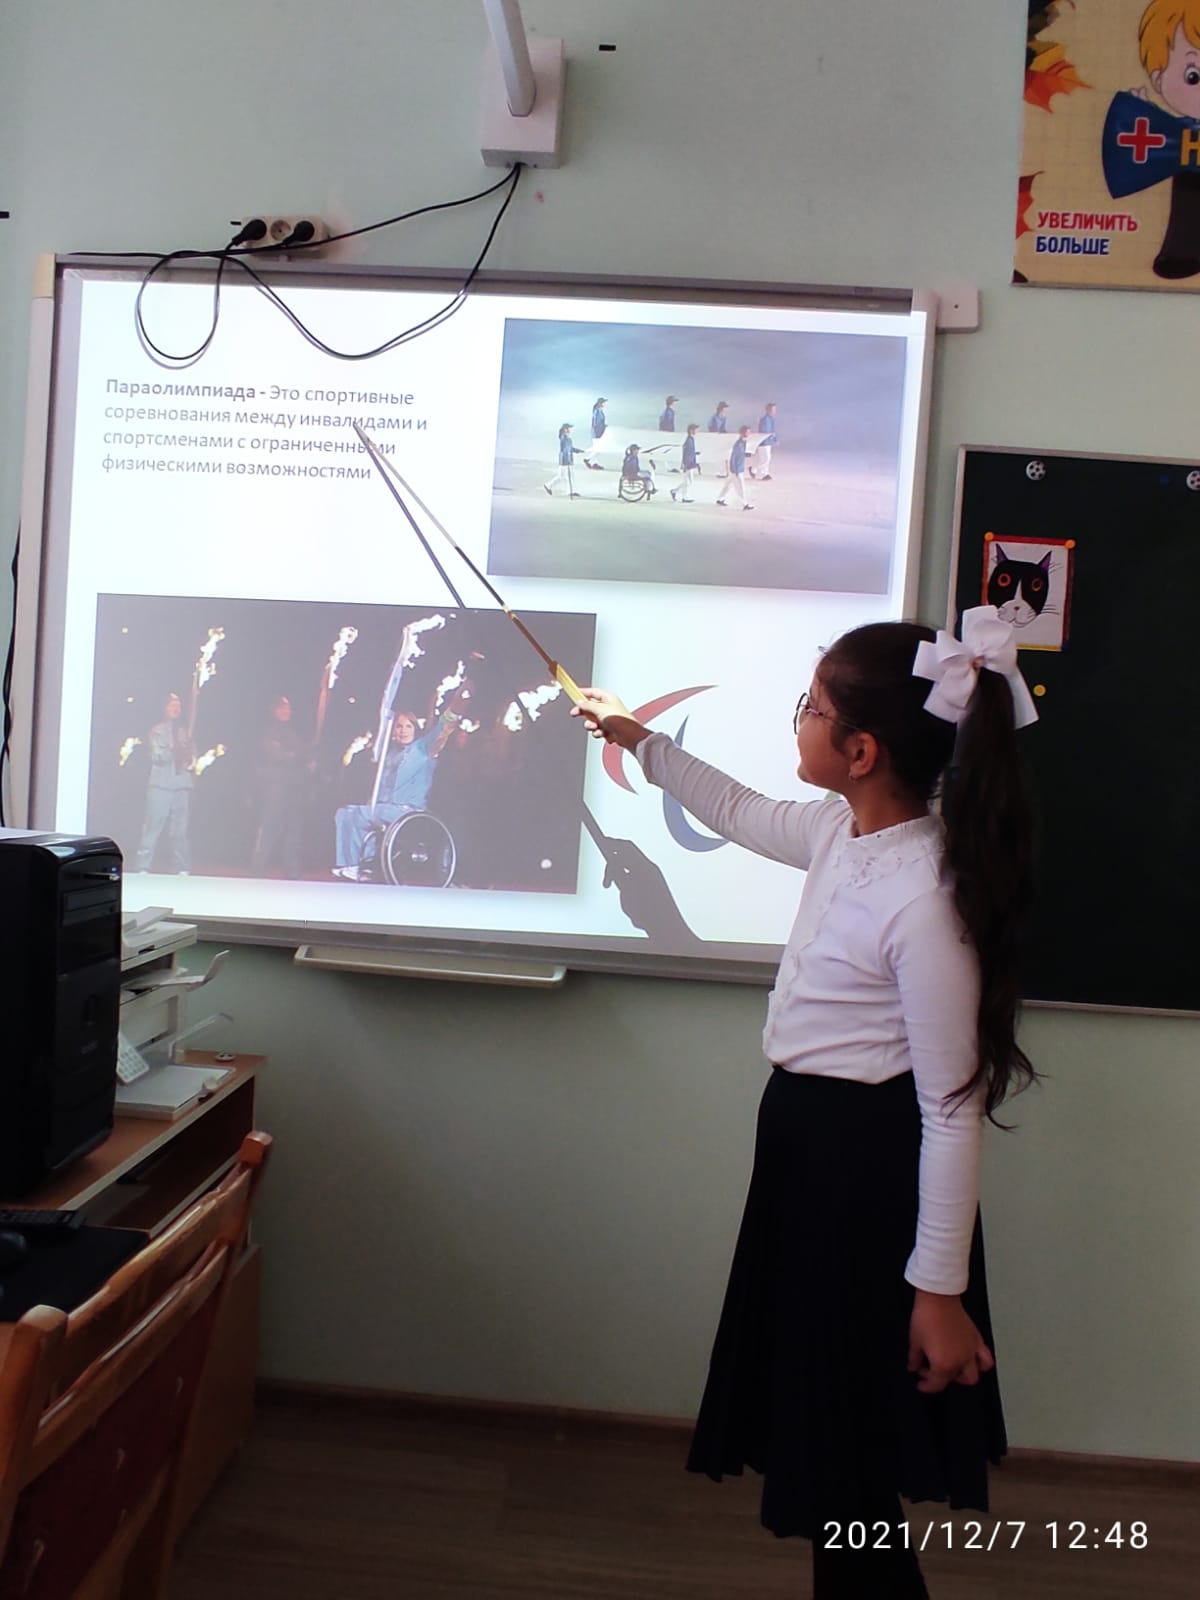 УВЕЛИЧИТЬ
БОЛЬШЕ
Параолимпиада - Это спортивные
соревнования между инвалидами и
спортсменами с ограниченными
физическими возможностями
2021/12/7 12:48